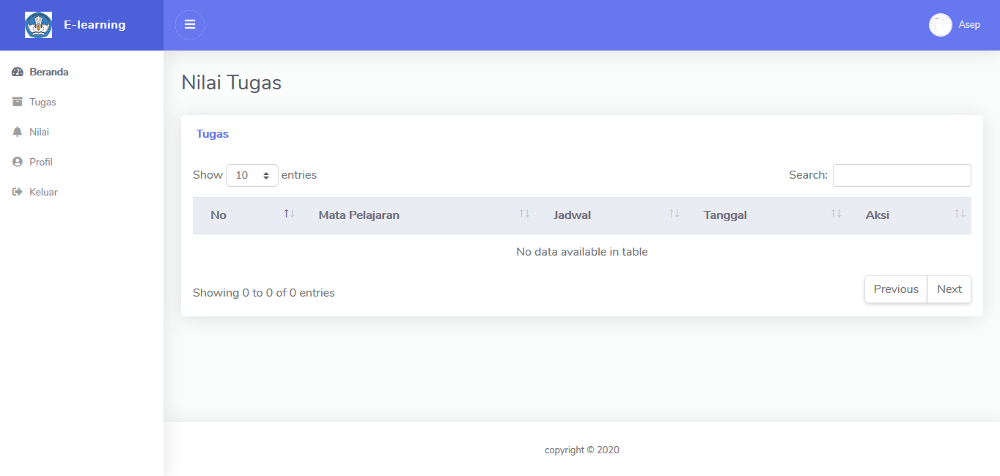 E-learning
Asep
Beranda
Tugas
Nilai
Profil
Keluar
Nilai Tugas
Tugas
Show 10 entries
Search:
No Mata Pelajaran Jadwal Tanggal Aksi
No data available in table
Showing 0 to 0 of 0 entries
Previous Next
copyright © 2020